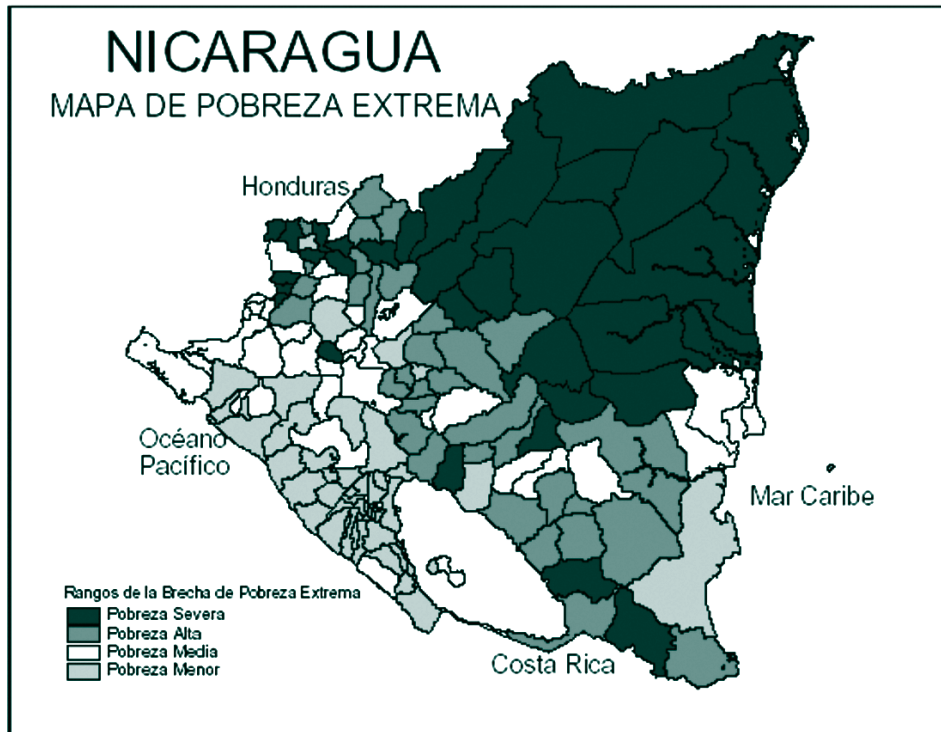 NICARAGUA
MAPA DE POBREZA EXTREMA
Honduras
Océano
Pacífico
Mar Caribe
Costa Rica
Rangos de la Brecha de Pobreza Extrema
Pobreza Severa
Pobreza Alta
Pobreza Media
Pobreza Menor